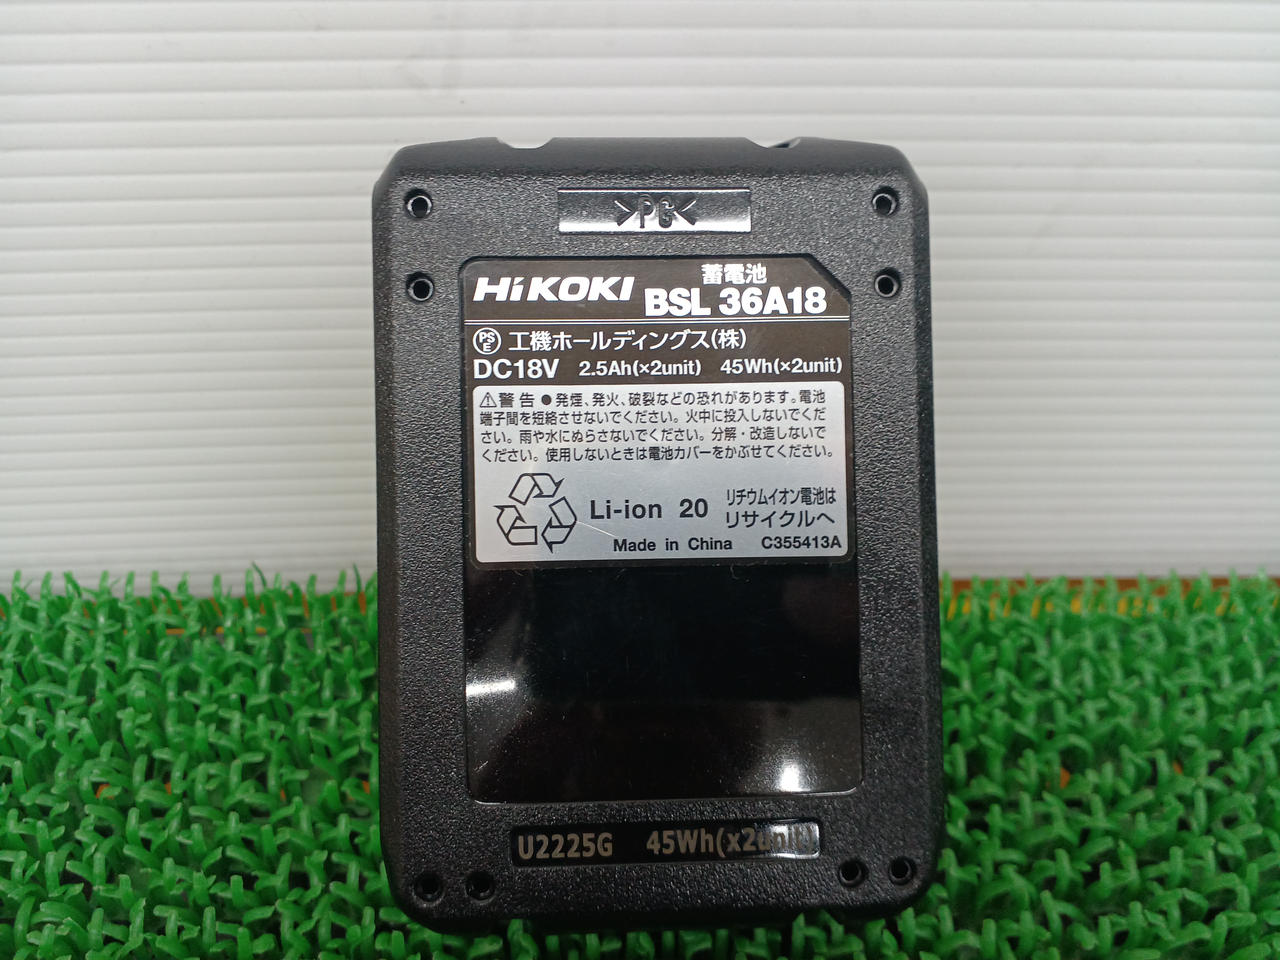 >PC<
HiKOKI 蓄電池
BSL 36A18
PSE 工機ホールディングス(株)
DC18V 2.5Ah(×2unit) 45Wh(×2unit)
⚠警告 ●発煙、発火、破裂などの恐れがあります。電池
端子間を短絡させないでください。火中に投入しないでくだ
さい。雨や水にぬらさないでください。分解・改造しないで
ください。使用しないときは電池カバーをかぶせてください。
Li-ion 20 リチウムイオン電池は
リサイクルへ
Made in China C355413A
U2225G 45Wh(x2unit)